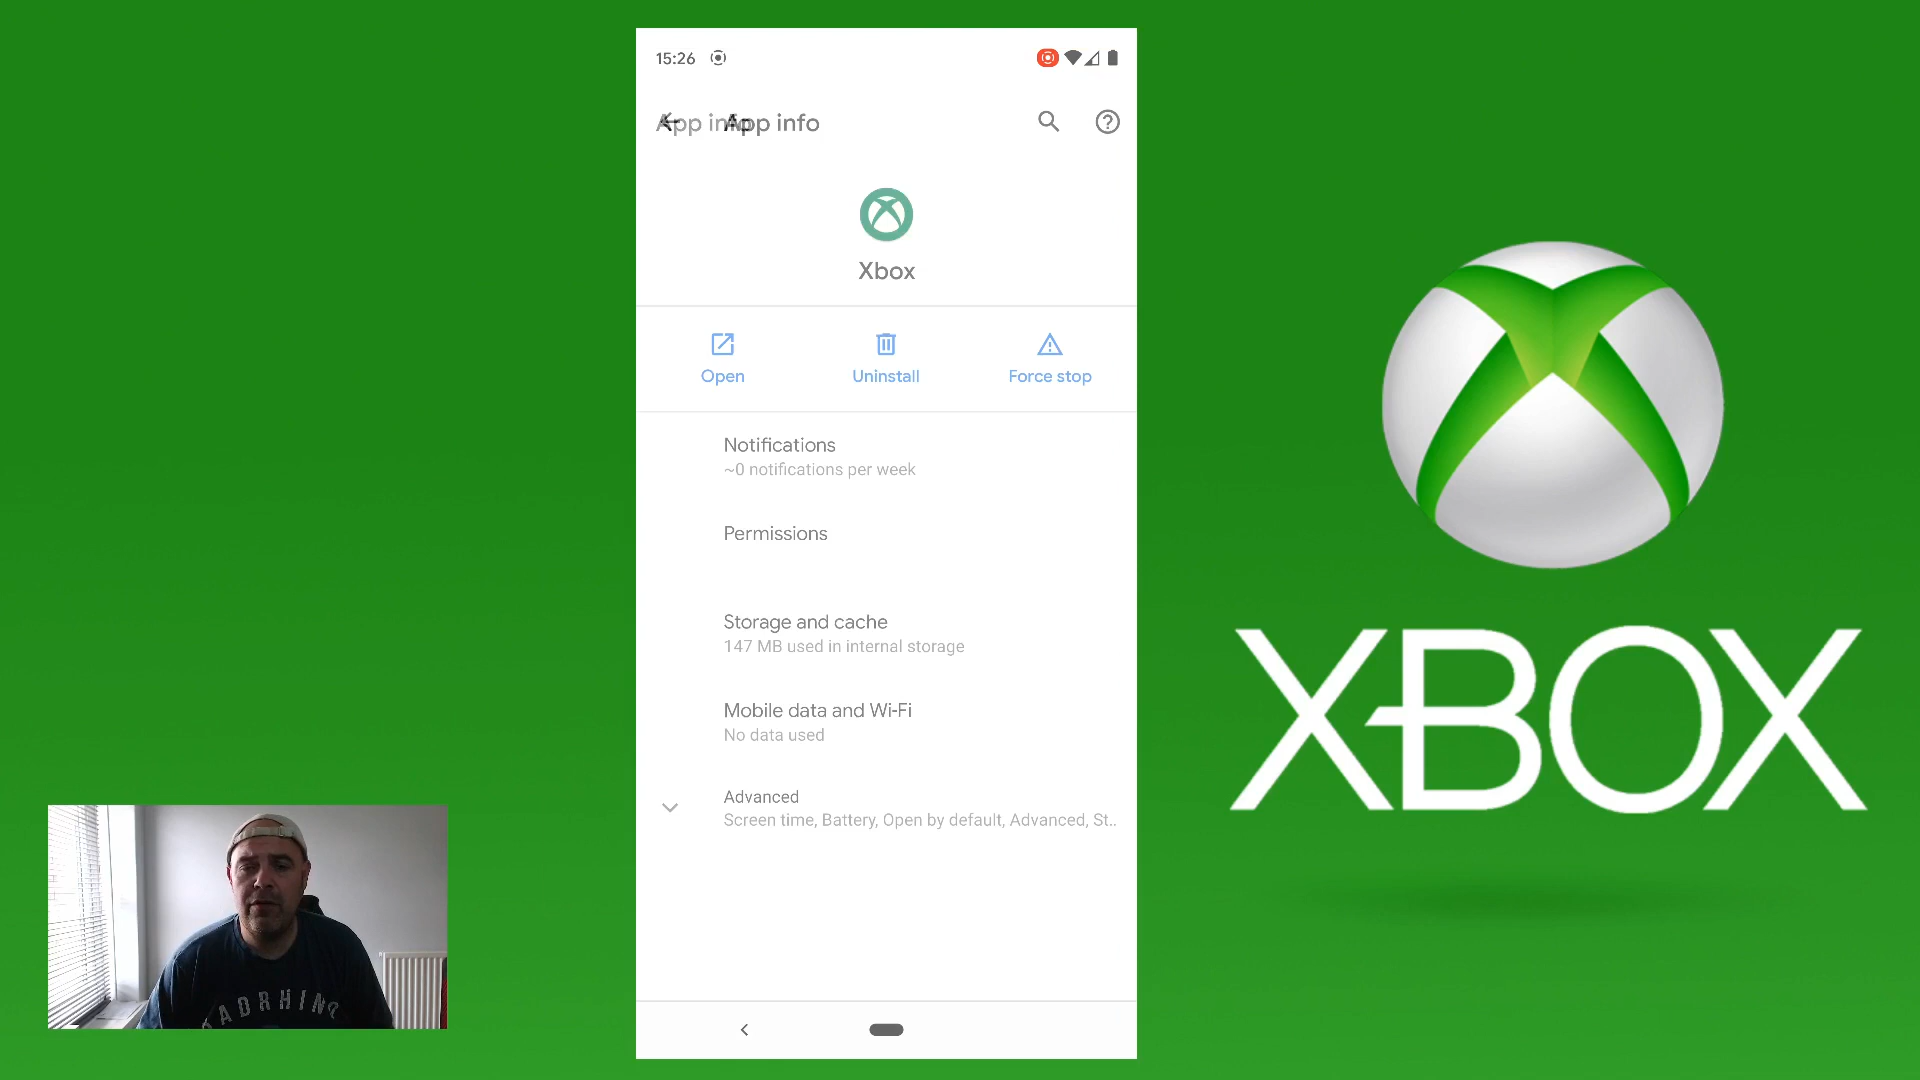 15:26
App info App info
Xbox
Open Uninstall Force stop
Notifications
~0 notifications per week
Permissions
Storage and cache
147 MB used in internal storage
Mobile data and Wi-Fi
No data used
Advanced
Screen time, Battery, Open by default, Advanced, St..
XBOX